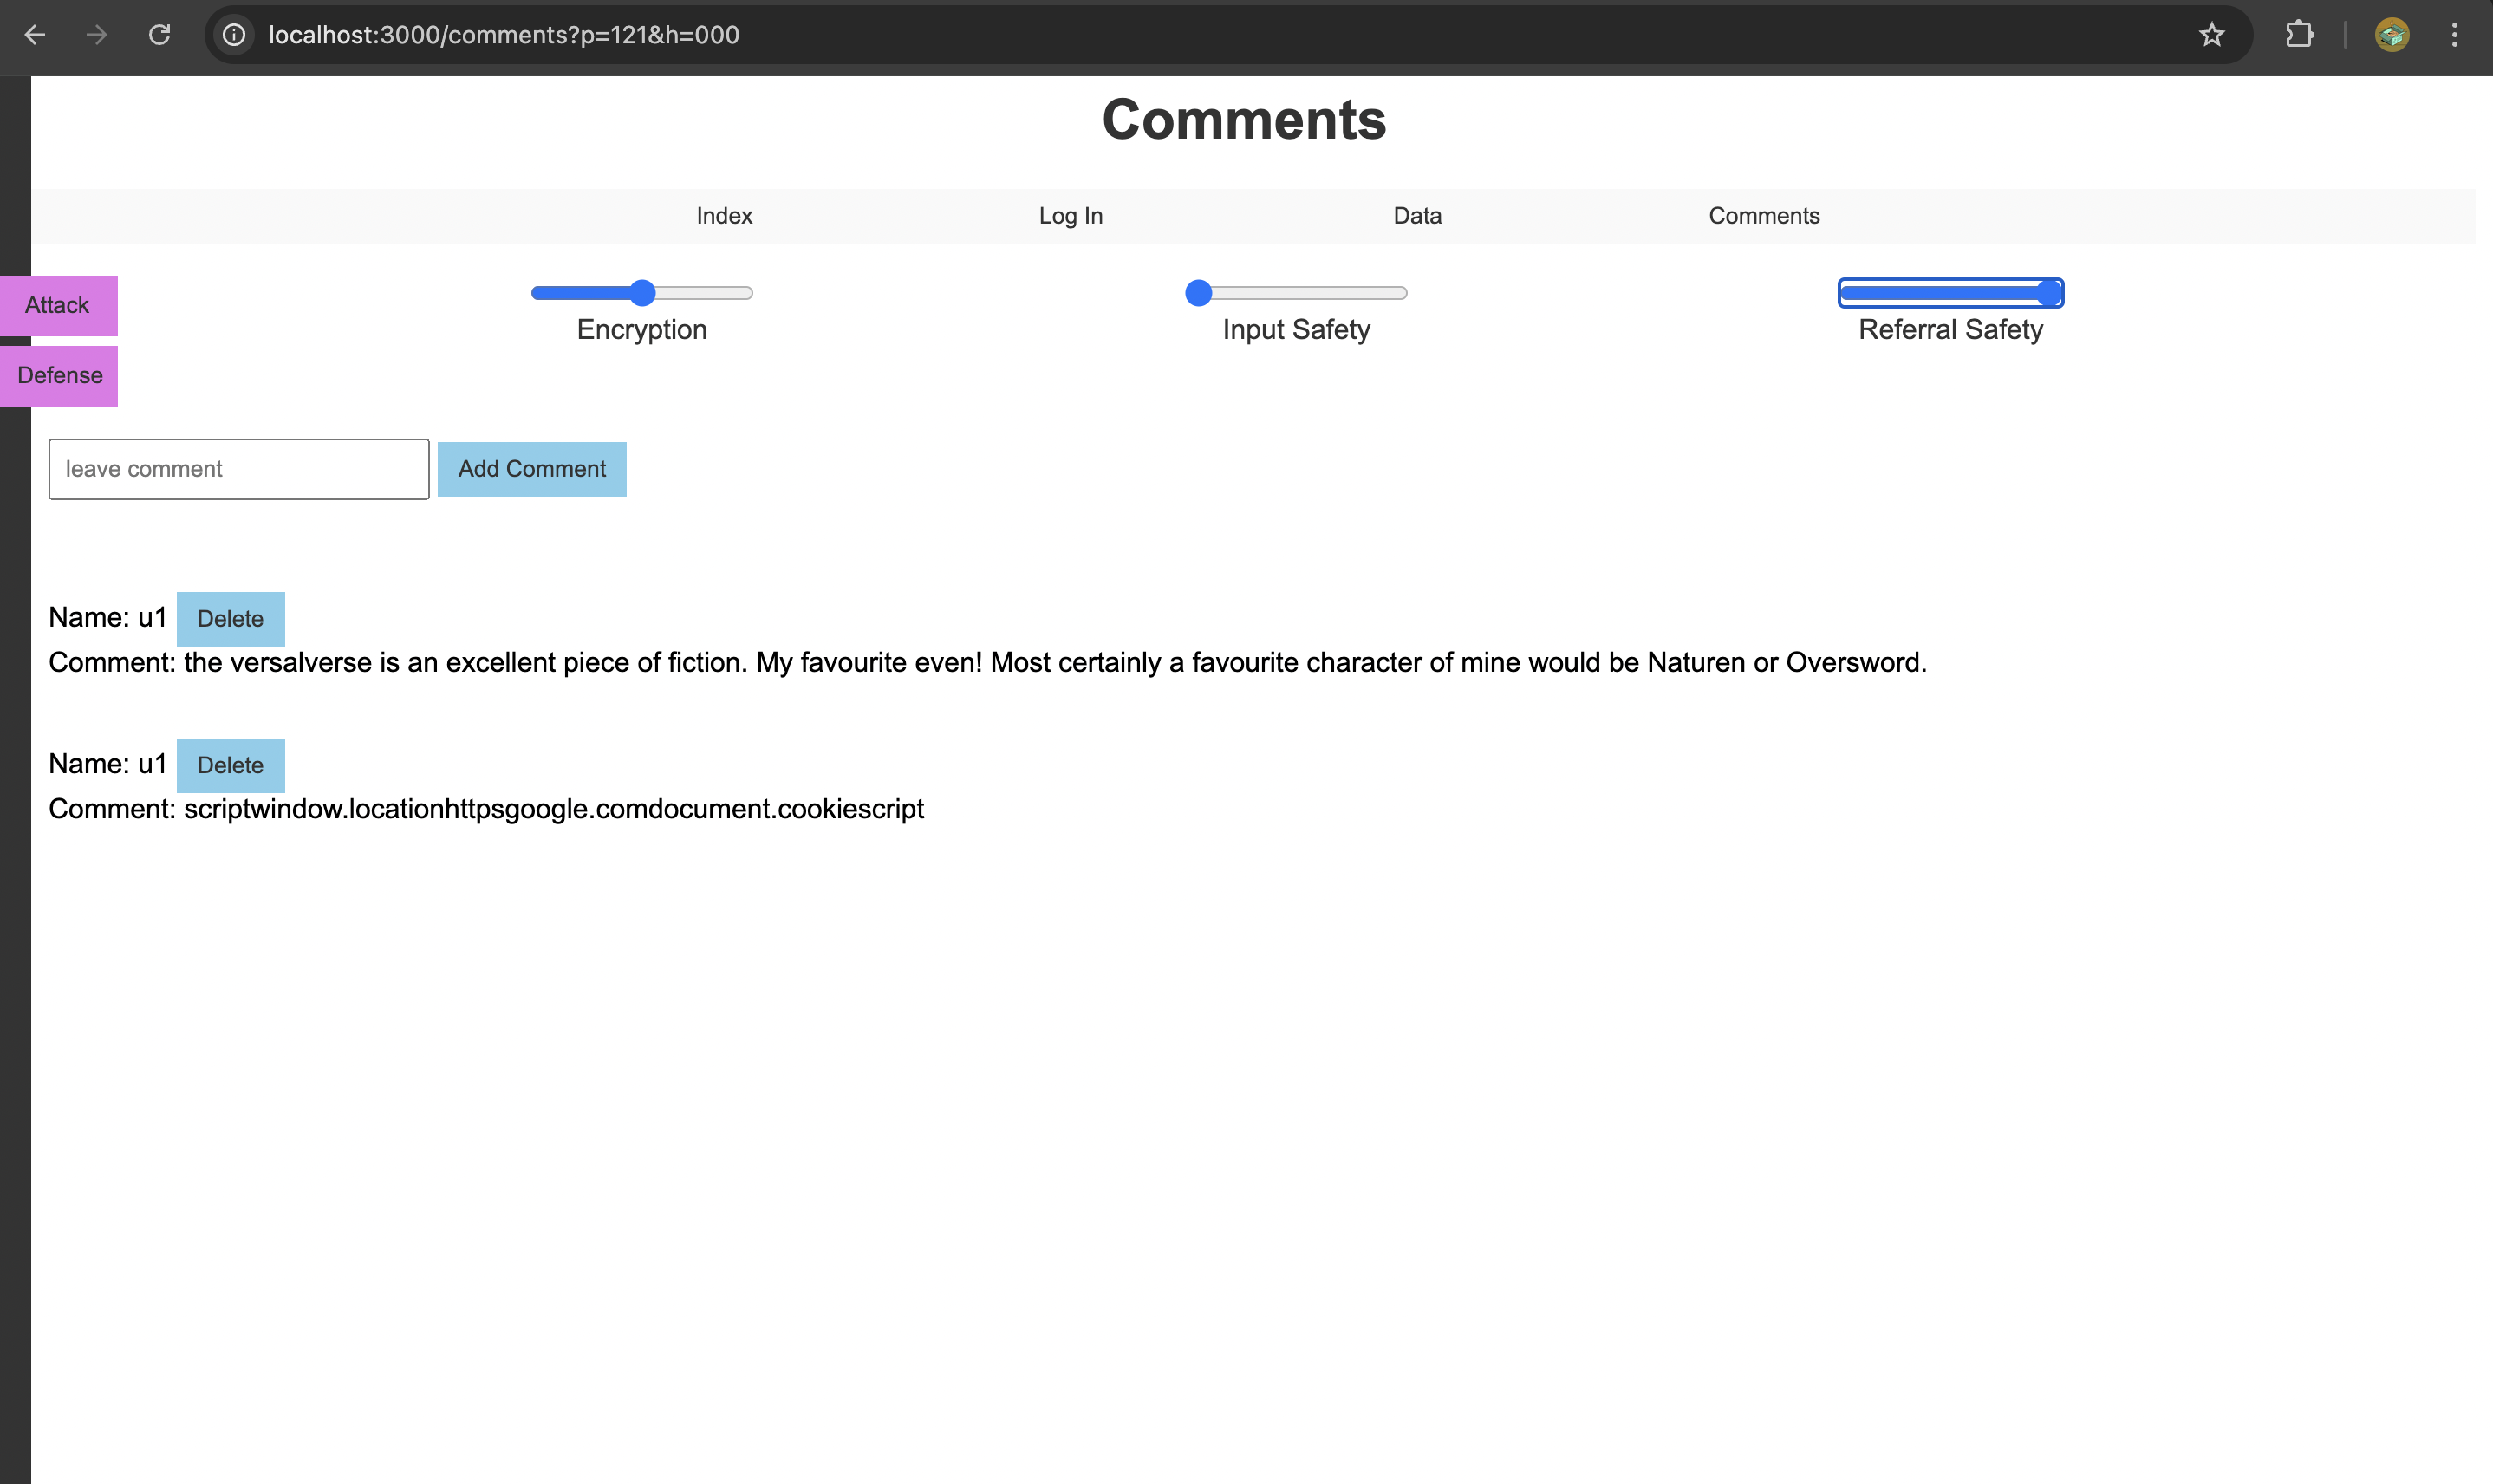 localhost:3000/comments?p=121&h=000
Comments
Index Log In Data Comments
Attack
Defense
Encryption Input Safety Referral Safety
leave comment Add Comment
Name: u1 Delete
Comment: the versalverse is an excellent piece of fiction. My favourite even! Most certainly a favourite character of mine would be Naturen or Oversword.
Name: u1 Delete
Comment: scriptwindow.locationhttpsgoogle.comdocument.cookiescript